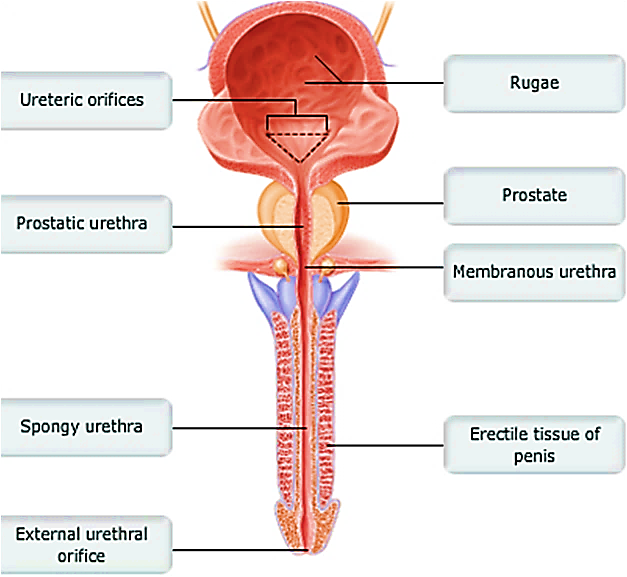 Ureteric orifices
Rugae
Prostatic urethra
Prostate
Membranous urethra
Spongy urethra
Erectile tissue of
penis
External urethral
orifice